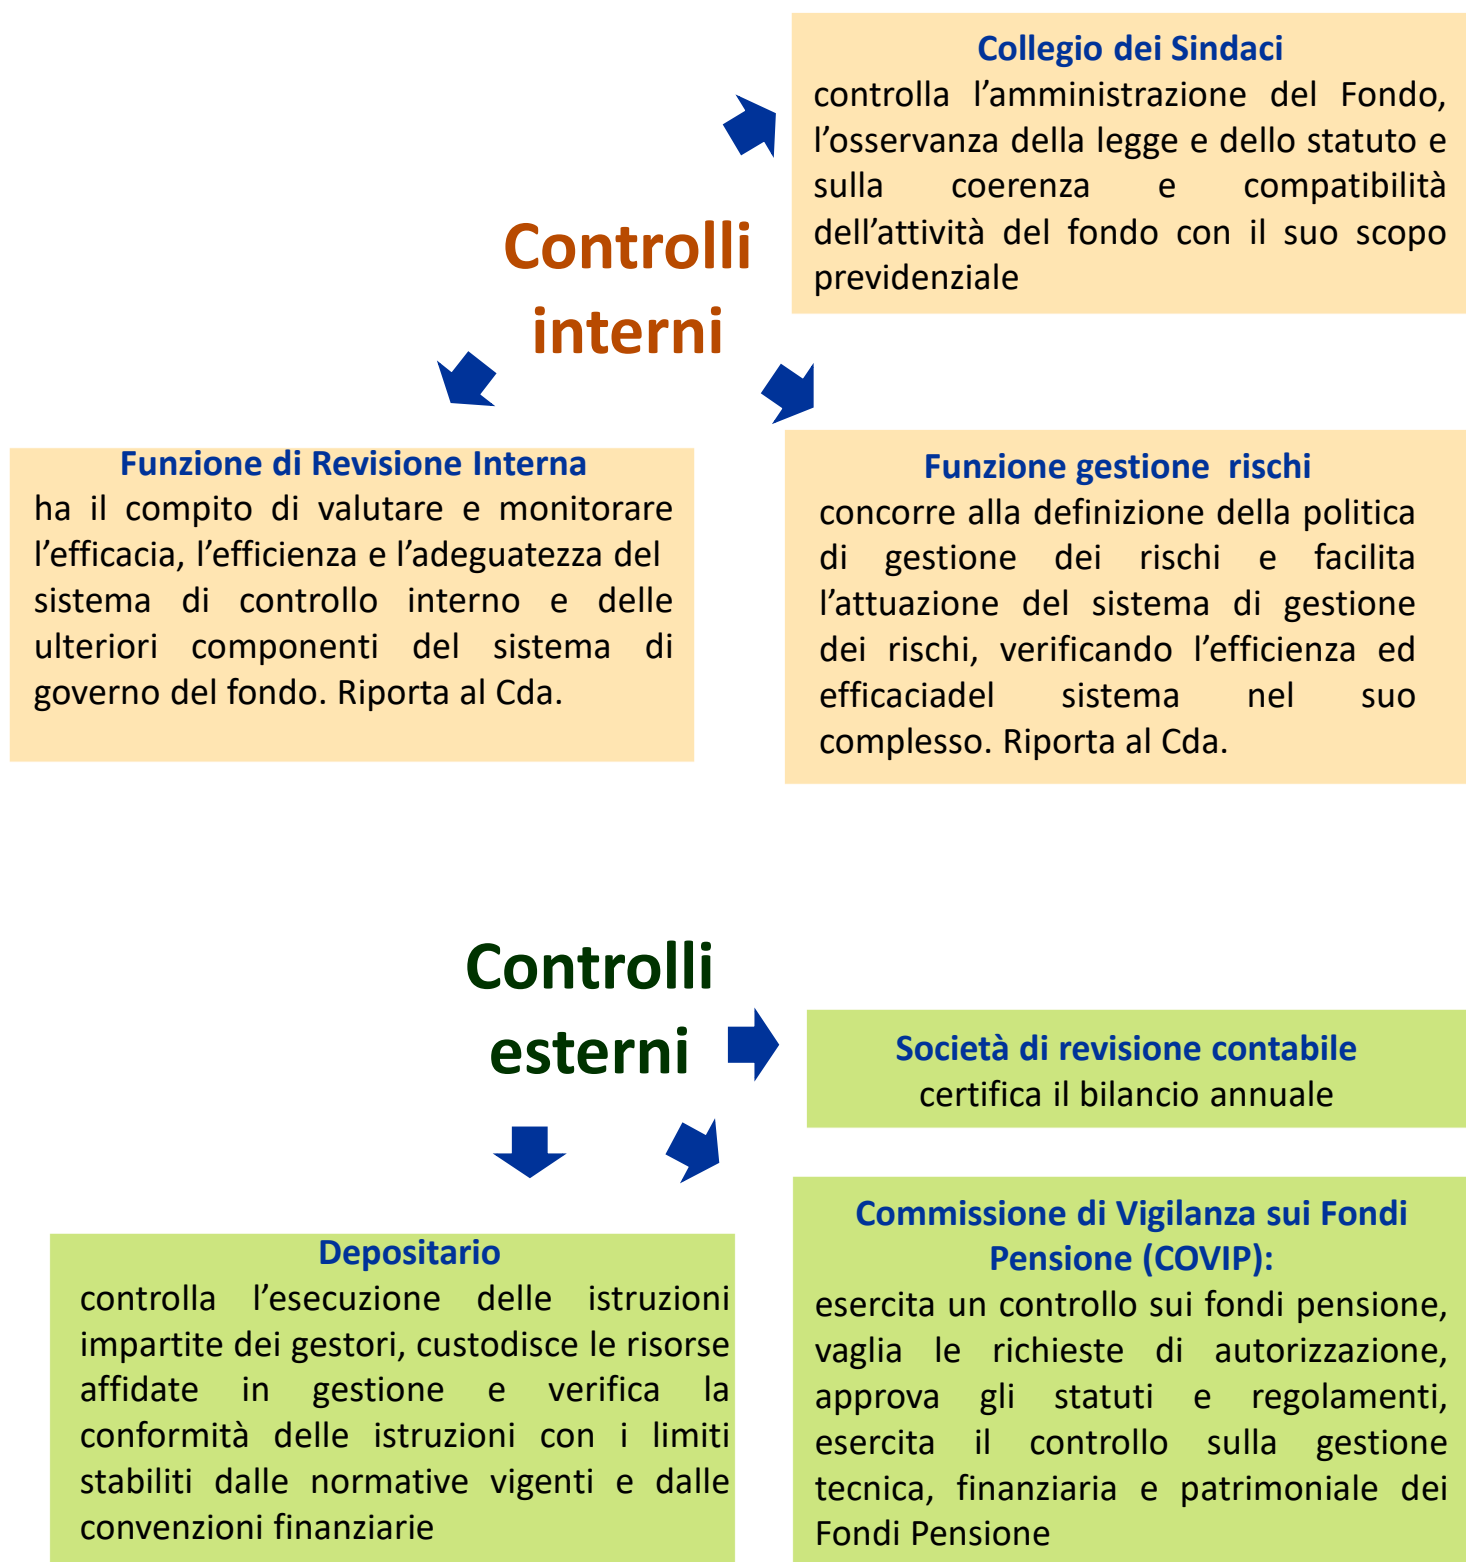 Collegio dei Sindaci
controlla l’amministrazione del Fondo,
l’osservanza della legge e dello statuto e
sulla coerenza e compatibilità
dell’attività del fondo con il suo scopo
previdenziale
Controlli
interni
Funzione di Revisione Interna
ha il compito di valutare e monitorare
l’efficacia, l’efficienza e l’adeguatezza del
sistema di controllo interno e delle
ulteriori componenti del sistema di
governo del fondo. Riporta al Cda.
Funzione gestione rischi
concorre alla definizione della politica
di gestione dei rischi e facilita
l’attuazione del sistema di gestione
dei rischi, verificando l’efficienza ed
efficaciadel sistema nel suo
complesso. Riporta al Cda.
Controlli
esterni
Società di revisione contabile
certifica il bilancio annuale
Depositario
controlla l’esecuzione delle istruzioni
impartite dei gestori, custodisce le risorse
affidate in gestione e verifica la
conformità delle istruzioni con i limiti
stabiliti dalle normative vigenti e dalle
convenzioni finanziarie
Commissione di Vigilanza sui Fondi
Pensione (COVIP):
esercita un controllo sui fondi pensione,
vaglia le richieste di autorizzazione,
approva gli statuti e regolamenti,
esercita il controllo sulla gestione
tecnica, finanziaria e patrimoniale dei
Fondi Pensione